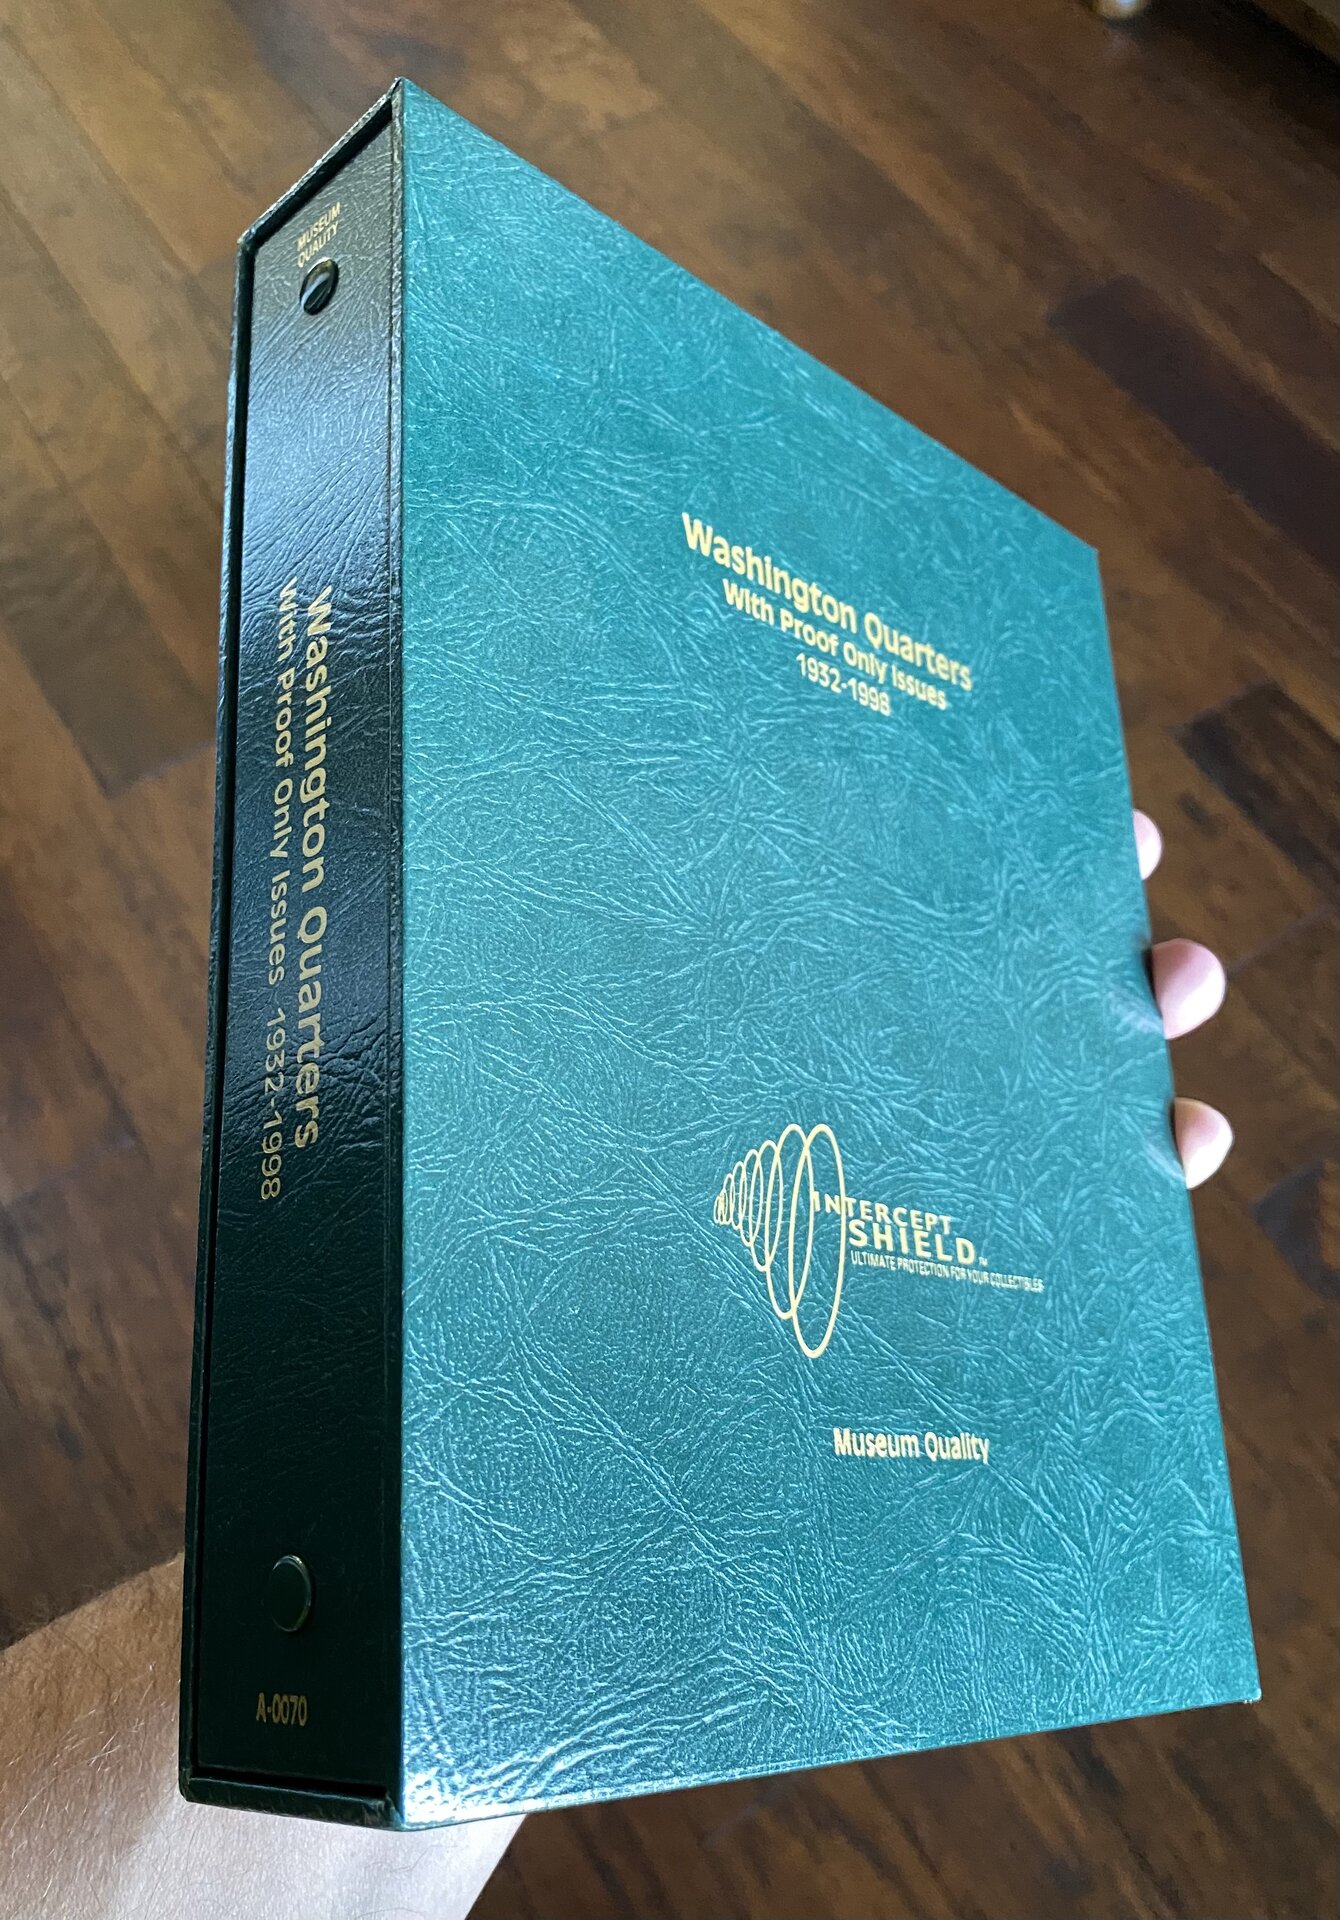 MUSEUM
QUALITY
Washington Quarters
With Proof Only Issues 1932-1998
A-0070
Washington Quarters
With Proof Only Issues
1932-1998
INTERCEPT
SHIELD™
ULTIMATE PROTECTION FOR YOUR COLLECTIBLES
Museum Quality